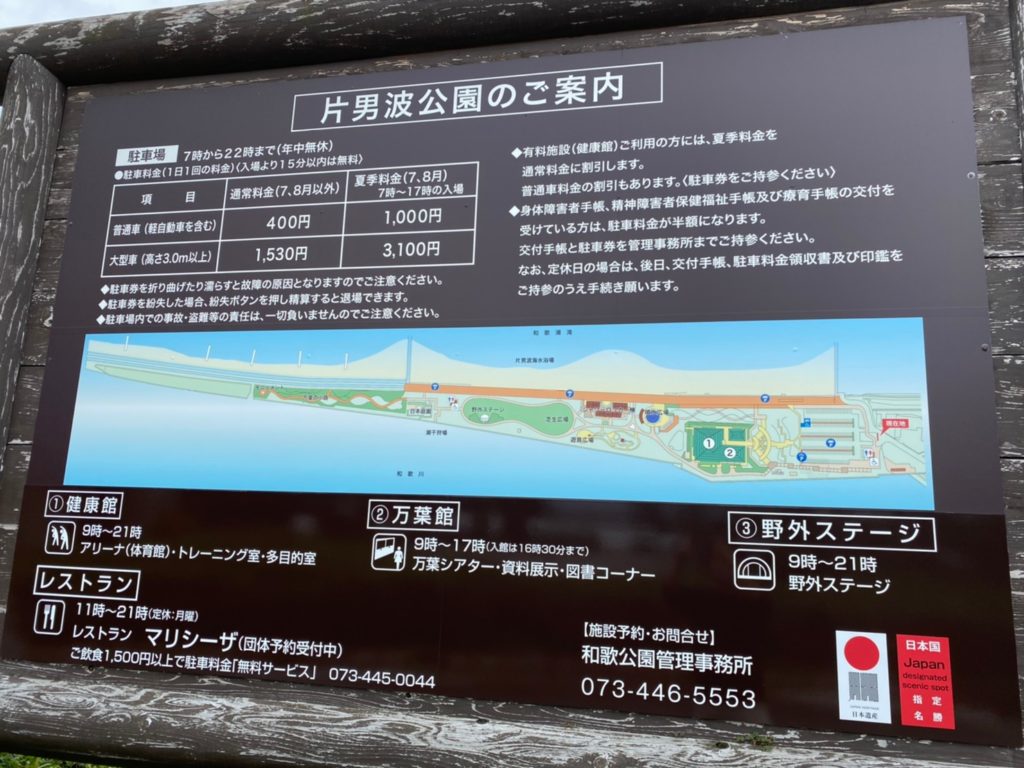 片男波公園のご案内
駐車場 7時から22時まで(年中無休)
●駐車料金(1日1回の料金)〈入場より15分以内は無料〉
項 目 通常料金(7、8月以外) 夏季料金(7、8月) 7時〜17時の入場
普通車 (軽自動車を含む) 400円 1,000円
大型車 (高さ3.0m以上) 1,530円 3,100円
◆駐車券を折り曲げたり濡らすと故障の原因となりますのでご注意ください。
◆駐車券を紛失した場合、紛失ボタンを押し精算すると退場できます。
◆駐車場内での事故・盗難等の責任は、一切負いませんのでご注意ください。
◆有料施設(健康館)ご利用の方には、夏季料金を
通常料金に割引します。
普通車料金の割引もあります。〈駐車券をご持参ください〉
◆身体障害者手帳、精神障害者保健福祉手帳及び療育手帳の交付を
受けている方は、駐車料金が半額になります。
交付手帳と駐車券を管理事務所までご持参ください。
なお、定休日の場合は、後日、交付手帳、駐車料金領収書及び印鑑を
ご持参のうえ手続き願います。
和歌浦湾
片男波海水浴場
万葉の小路
日本庭園
野外ステージ
芝生広場
遊具広場
潮干狩場
和歌川
①
②
現在地
①健康館
9時〜21時
アリーナ(体育館)・トレーニング室・多目的室
②万葉館
9時〜17時(入館は16時30分まで)
万葉シアター・資料展示・図書コーナー
③野外ステージ
9時〜21時
野外ステージ
レストラン
11時〜21時(定休:月曜)
レストラン マリシーザ(団体予約受付中)
ご飲食1,500円以上で駐車料金「無料サービス」 073-445-0044
【施設予約・お問合せ】
和歌公園管理事務所
073-446-5553
JAPAN HERITAGE
日本遺産
日本国
Japan
designated
scenic spot
指定
名勝